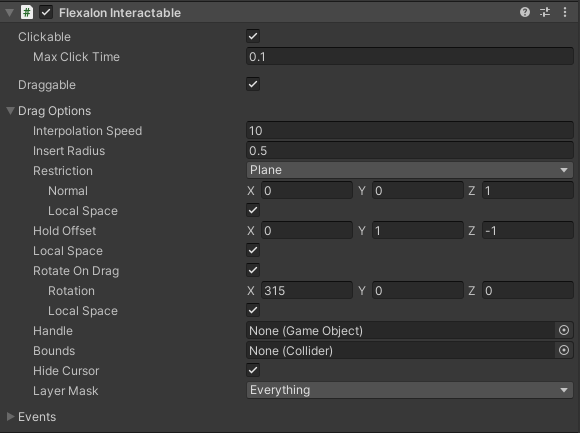 Flexalon Interactable
Clickable
Max Click Time 0.1
Draggable
Drag Options
Interpolation Speed 10
Insert Radius 0.5
Restriction Plane
Normal X 0 Y 0 Z 1
Local Space
Hold Offset X 0 Y 1 Z -1
Local Space
Rotate On Drag
Rotation X 315 Y 0 Z 0
Local Space
Handle None (Game Object)
Bounds None (Collider)
Hide Cursor
Layer Mask Everything
Events